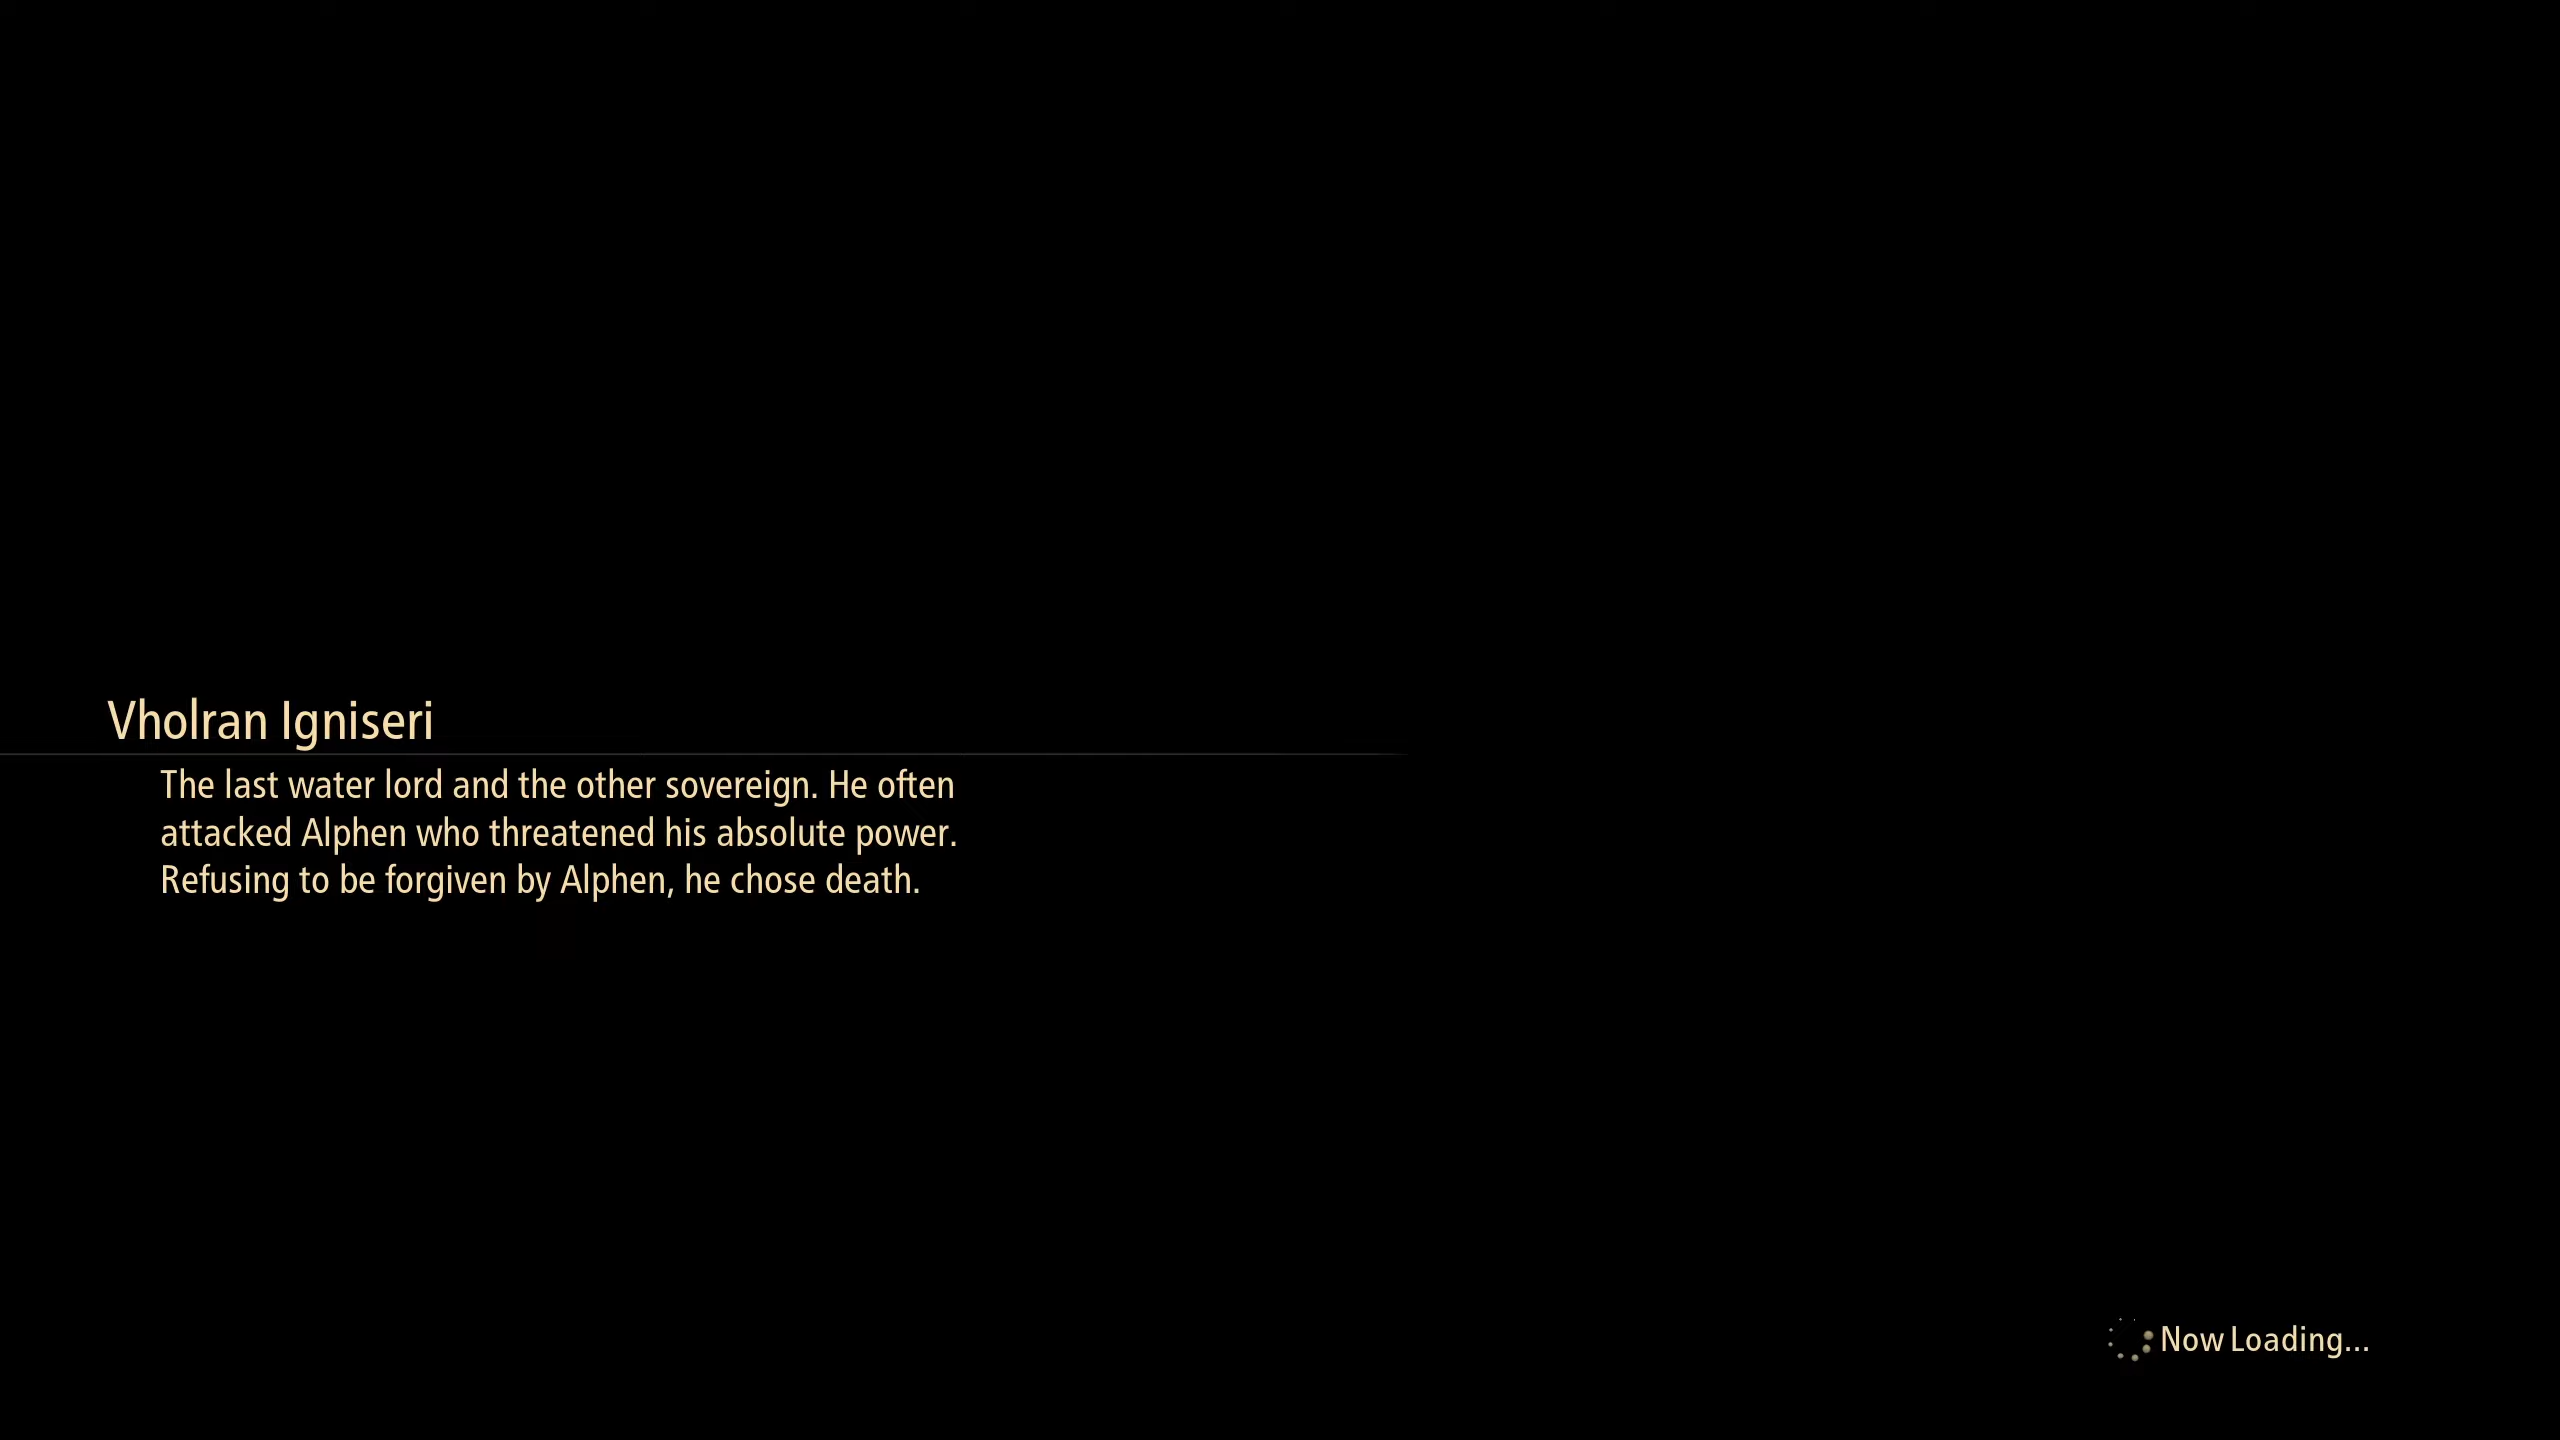 Vholran Igniseri
The last water lord and the other sovereign. He often
attacked Alphen who threatened his absolute power.
Refusing to be forgiven by Alphen, he chose death.
Now Loading...